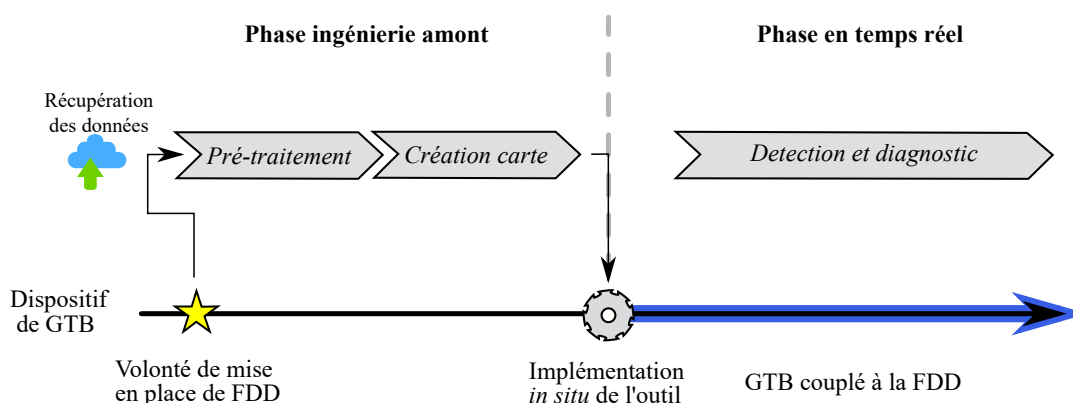 Phase ingénierie amont
Phase en temps réel
Récupération
des données
Pré-traitement
Création carte
Detection et diagnostic
Dispositif
de GTB
Volonté de mise
en place de FDD
Implémentation
in situ de l'outil
GTB couplé à la FDD